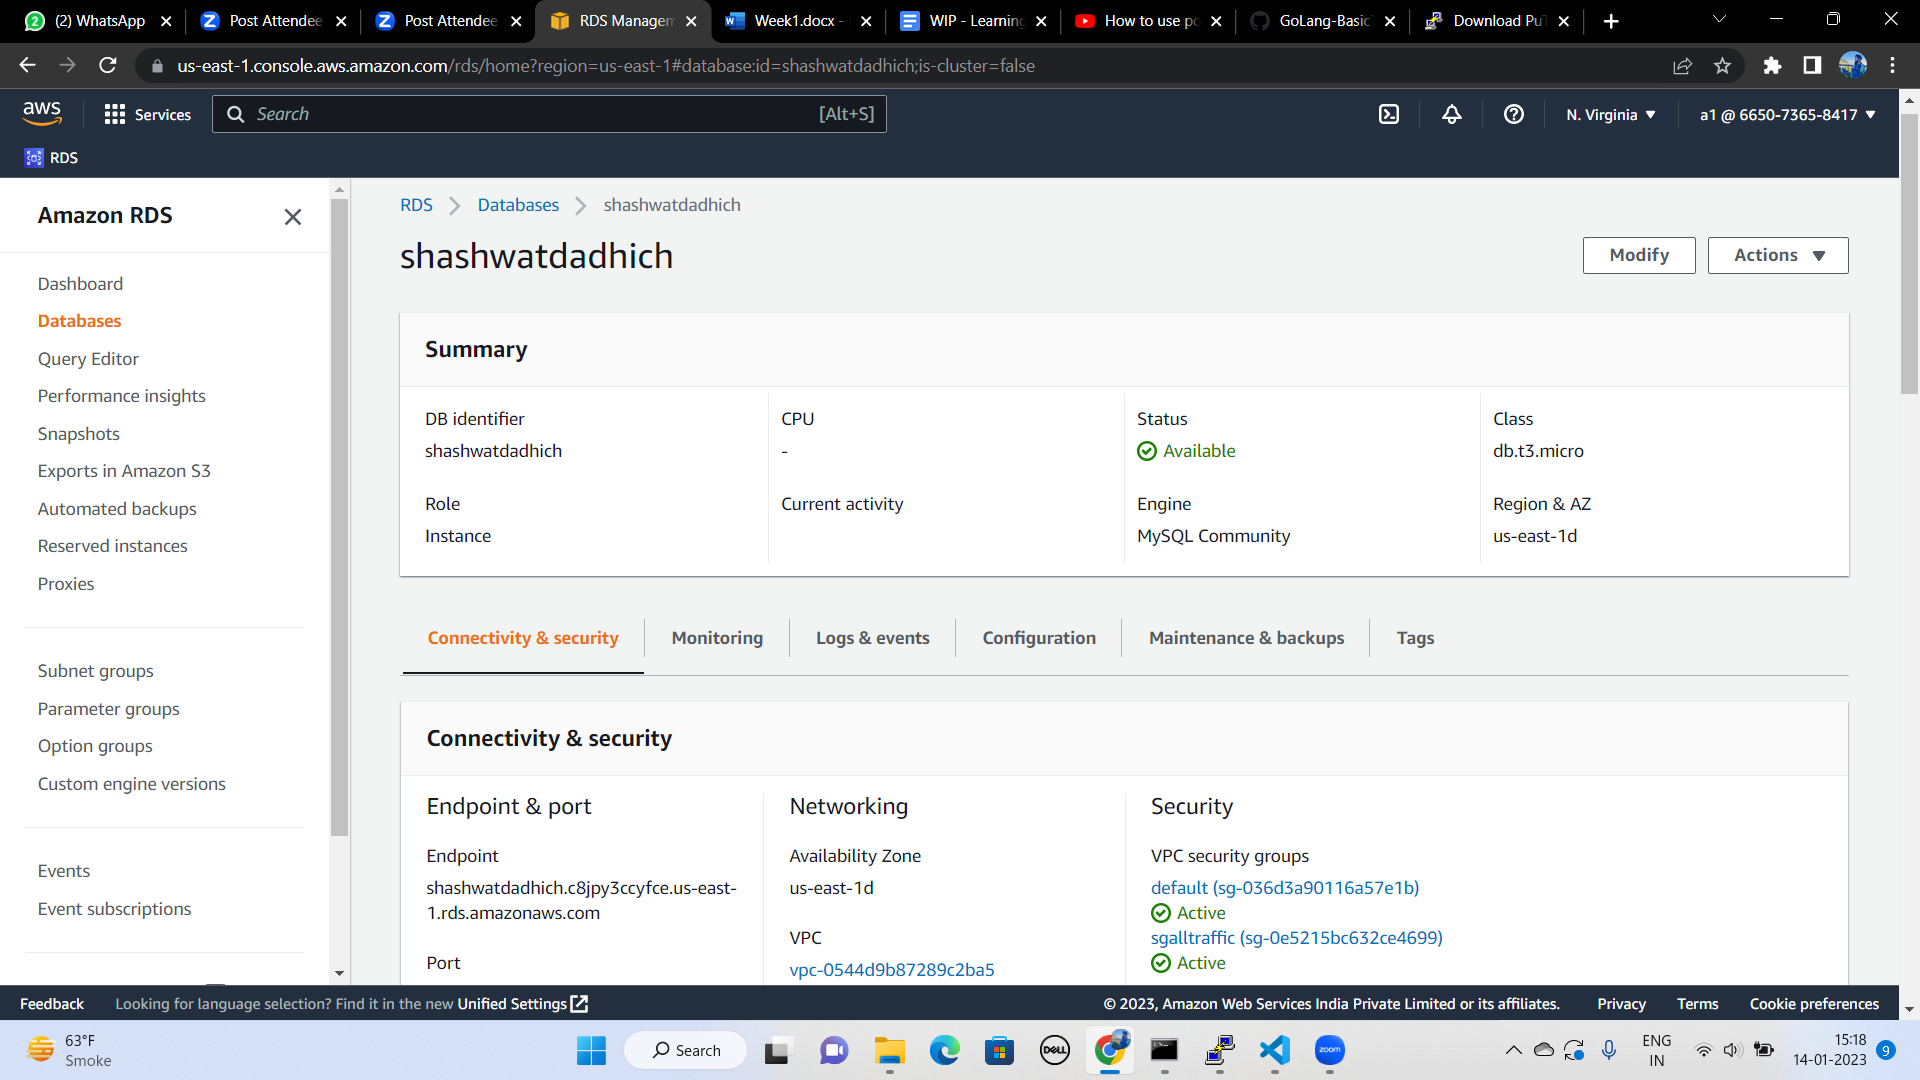 (2) WhatsApp
Post Attendee
Post Attendee
RDS Managem
Week1.docx -
WIP - Learning
How to use po
GoLang-Basic
Download PuT
us-east-1.console.aws.amazon.com/rds/home?region=us-east-1#database:id=shashwatdadhich;is-cluster=false
aws
Services
Search
[Alt+S]
N. Virginia
a1 @ 6650-7365-8417
RDS
Amazon RDS
Dashboard
Databases
Query Editor
Performance insights
Snapshots
Exports in Amazon S3
Automated backups
Reserved instances
Proxies
Subnet groups
Parameter groups
Option groups
Custom engine versions
Events
Event subscriptions
RDS
Databases
shashwatdadhich
shashwatdadhich
Modify
Actions
Summary
DB identifier
shashwatdadhich
CPU
-
Status
Available
Class
db.t3.micro
Role
Instance
Current activity
Engine
MySQL Community
Region & AZ
us-east-1d
Connectivity & security
Monitoring
Logs & events
Configuration
Maintenance & backups
Tags
Connectivity & security
Endpoint & port
Endpoint
shashwatdadhich.c8jpy3ccyfce.us-east-
1.rds.amazonaws.com
Port
Networking
Availability Zone
us-east-1d
VPC
vpc-0544d9b87289c2ba5
Security
VPC security groups
default (sg-036d3a90116a57e1b)
Active
sgalltraffic (sg-0e5215bc632ce4699)
Active
Feedback
Looking for language selection? Find it in the new Unified Settings
© 2023, Amazon Web Services India Private Limited or its affiliates.
Privacy
Terms
Cookie preferences
63°F
Smoke
Search
DELL
zoom
ENG
IN
15:18
14-01-2023
9